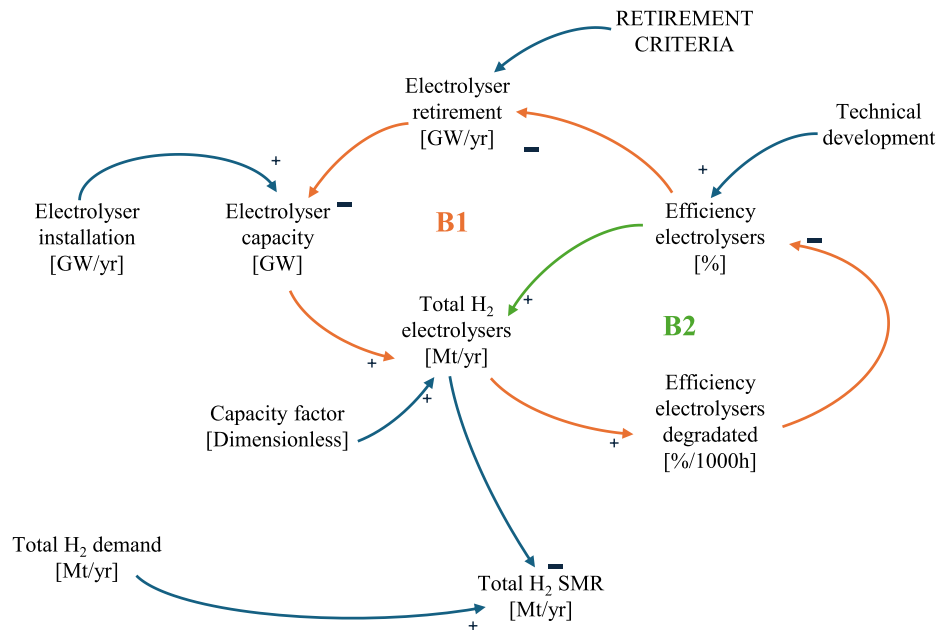 RETIREMENT
CRITERIA
Electrolyser
retirement
[GW/yr]
−
Technical
development
+
Electrolyser
installation
[GW/yr]
+
Electrolyser
capacity
[GW]
−
B1
Efficiency
electrolysers
[%]
−
Total H₂
electrolysers
[Mt/yr]
+
+
+
B2
Capacity factor
[Dimensionless]
Efficiency
electrolysers
degradated
[%/1000h]
+
Total H₂ demand
[Mt/yr]
−
Total H₂ SMR
[Mt/yr]
+